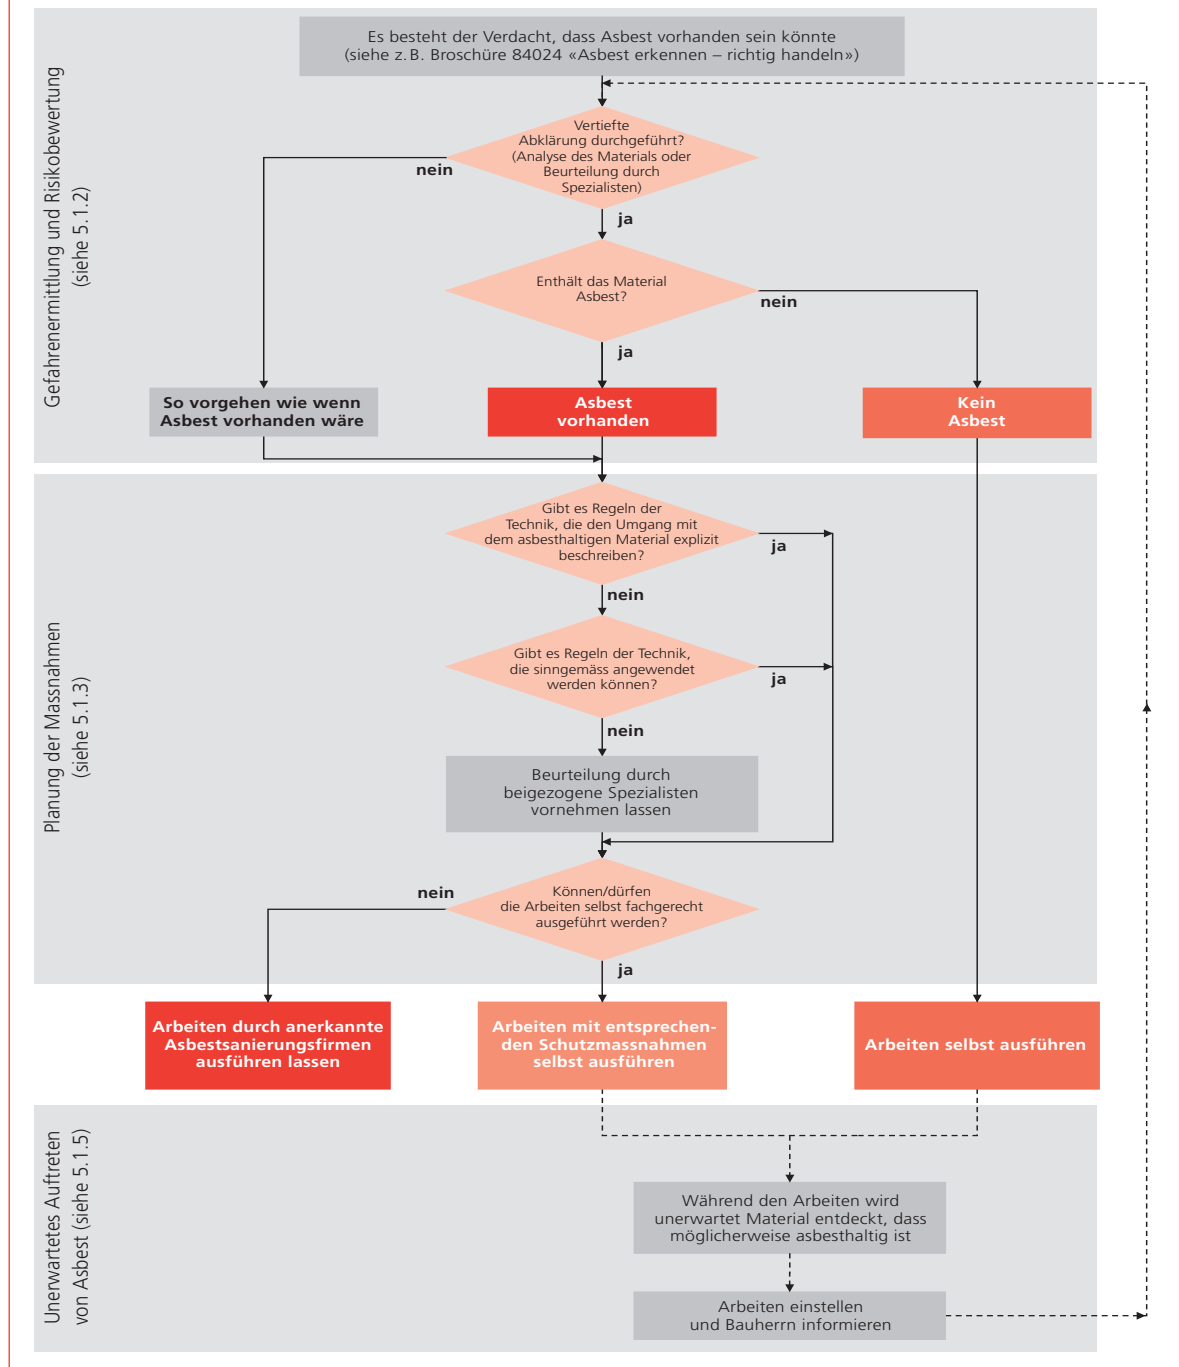 Es besteht der Verdacht, dass Asbest vorhanden sein könnte
(siehe z. B. Broschüre 84024 «Asbest erkennen – richtig handeln»)
Gefahrenermittlung und Risikobewertung
(siehe 5.1.2)
Vertiefte
Abklärung durchgeführt?
(Analyse des Materials oder
Beurteilung durch
Spezialisten)
nein
ja
Enthält das Material
Asbest?
nein
ja
So vorgehen wie wenn
Asbest vorhanden wäre
Asbest
vorhanden
Kein
Asbest
Planung der Massnahmen
(siehe 5.1.3)
Gibt es Regeln der
Technik, die den Umgang mit
dem asbesthaltigen Material explizit
beschreiben?
ja
nein
Gibt es Regeln der Technik,
die sinngemäss angewendet
werden können?
ja
nein
Beurteilung durch
beigezogene Spezialisten
vornehmen lassen
Können/dürfen
die Arbeiten selbst fachgerecht
ausgeführt werden?
nein
ja
Arbeiten durch anerkannte
Asbestsanierungsfirmen
ausführen lassen
Arbeiten mit entsprechen-
den Schutzmassnahmen
selbst ausführen
Arbeiten selbst ausführen
Unerwartetes Auftreten
von Asbest (siehe 5.1.5)
Während den Arbeiten wird
unerwartet Material entdeckt, dass
möglicherweise asbesthaltig ist
Arbeiten einstellen
und Bauherrn informieren